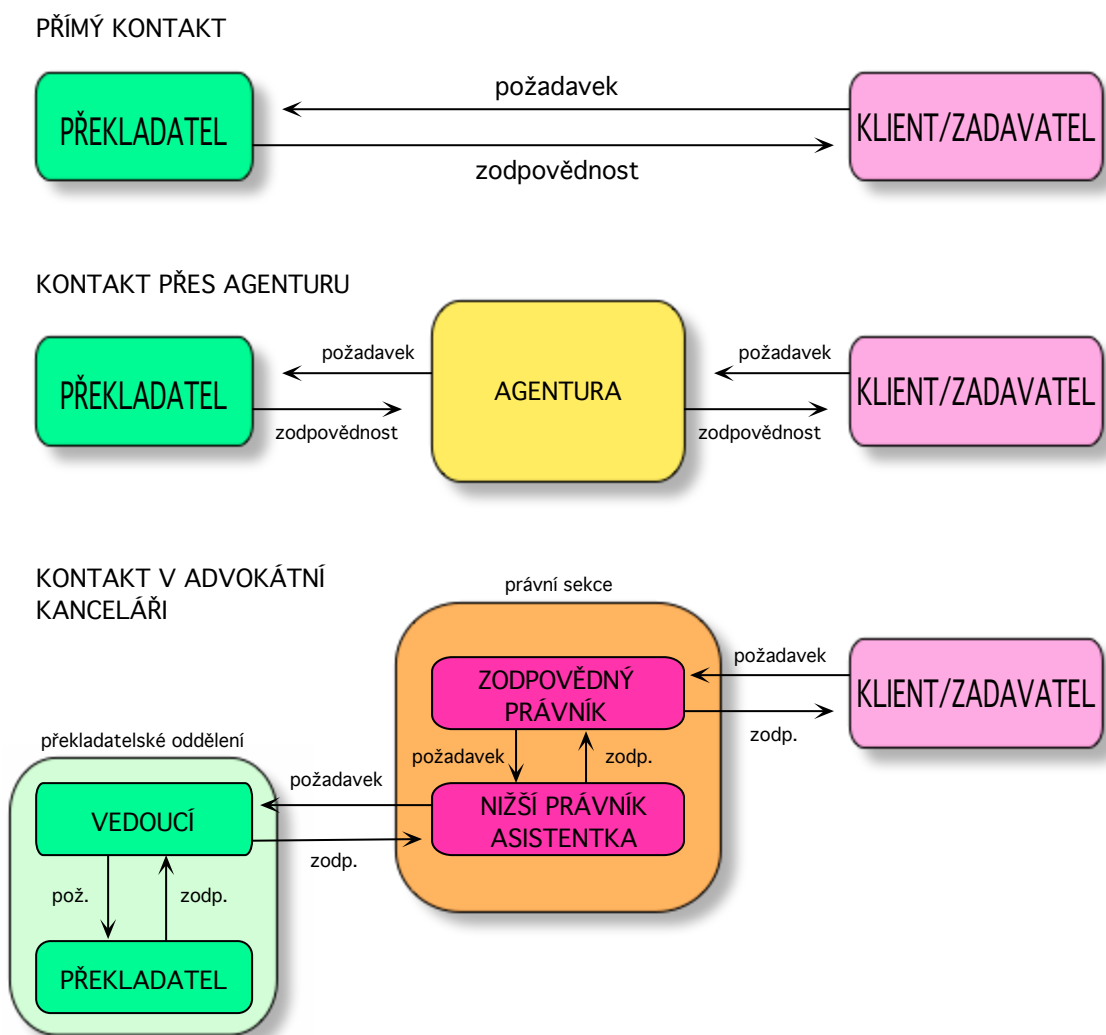 PŘÍMÝ KONTAKT
požadavek
PŘEKLADATEL
KLIENT/ZADAVATEL
zodpovědnost
KONTAKT PŘES AGENTURU
požadavek
požadavek
PŘEKLADATEL
AGENTURA
KLIENT/ZADAVATEL
zodpovědnost
zodpovědnost
KONTAKT V ADVOKÁTNÍ
KANCELÁŘI
právní sekce
požadavek
ZODPOVĚDNÝ
PRÁVNÍK
KLIENT/ZADAVATEL
zodp.
překladatelské oddělení
požadavek
zodp.
požadavek
VEDOUCÍ
NIŽŠÍ PRÁVNÍK
ASISTENTKA
zodp.
pož.
zodp.
PŘEKLADATEL